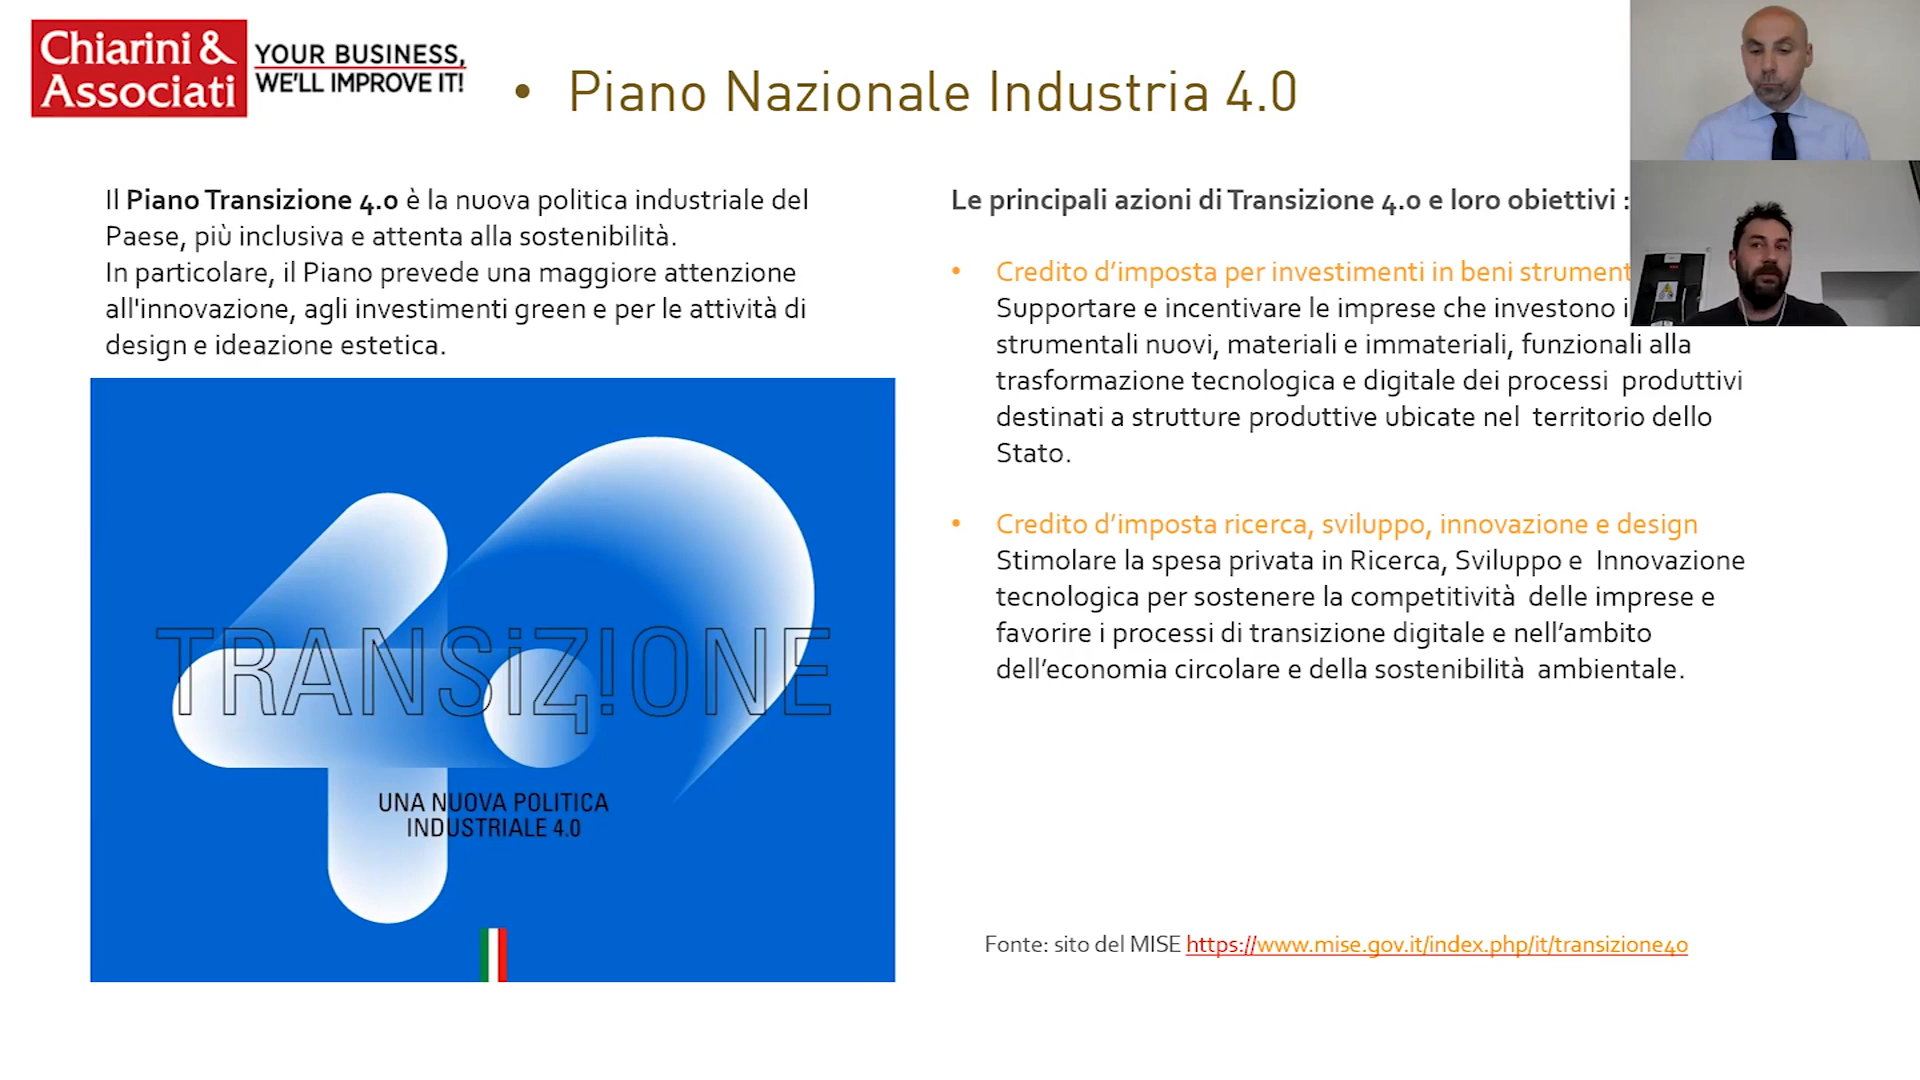 Chiarini &
Associati
YOUR BUSINESS,
WE'LL IMPROVE IT!
• Piano Nazionale Industria 4.0
Il Piano Transizione 4.0 è la nuova politica industriale del
Paese, più inclusiva e attenta alla sostenibilità.
In particolare, il Piano prevede una maggiore attenzione
all'innovazione, agli investimenti green e per le attività di
design e ideazione estetica.
TRANSiZ!ONE
UNA NUOVA POLITICA
INDUSTRIALE 4.0
Le principali azioni di Transizione 4.0 e loro obiettivi :
• Credito d’imposta per investimenti in beni strument
Supportare e incentivare le imprese che investono i
strumentali nuovi, materiali e immateriali, funzionali alla
trasformazione tecnologica e digitale dei processi produttivi
destinati a strutture produttive ubicate nel territorio dello
Stato.
• Credito d’imposta ricerca, sviluppo, innovazione e design
Stimolare la spesa privata in Ricerca, Sviluppo e Innovazione
tecnologica per sostenere la competitività delle imprese e
favorire i processi di transizione digitale e nell’ambito
dell’economia circolare e della sostenibilità ambientale.
Fonte: sito del MISE https://www.mise.gov.it/index.php/it/transizione40